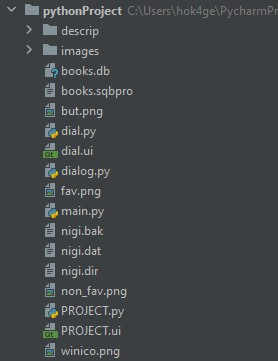 pythonProject C:\Users\hok4ge\PycharmPr
descrip
images
books.db
books.sqbpro
but.png
dial.py
dial.ui
dialog.py
fav.png
main.py
nigi.bak
nigi.dat
nigi.dir
non_fav.png
PROJECT.py
PROJECT.ui
winico.png